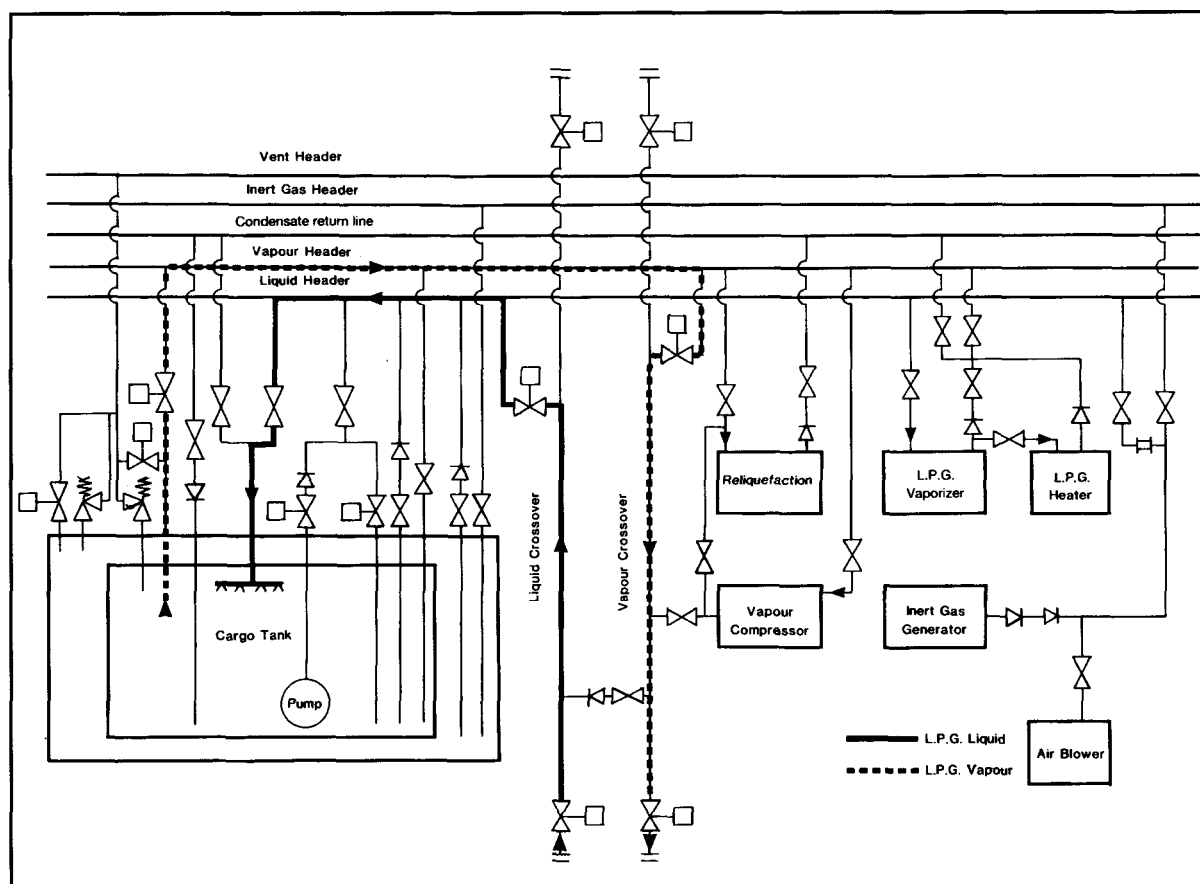 Vent Header
Inert Gas Header
Condensate return line
Vapour Header
Liquid Header
Liquid Crossover
Vapour Crossover
Reliquefaction
L.P.G.
Vaporizer
L.P.G.
Heater
Cargo Tank
Pump
Vapour
Compressor
Inert Gas
Generator
Air Blower
L.P.G. Liquid
L.P.G. Vapour